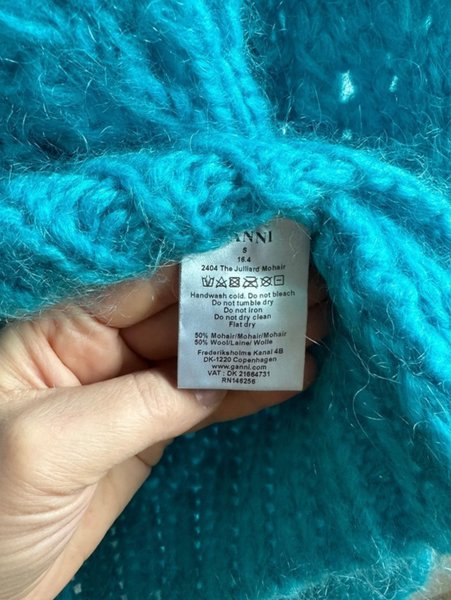 GANNI
S
16.4
2404 The Julliard Mohair
Handwash cold. Do not bleach
Do not tumble dry
Do not iron
Do not dry clean
Flat dry
50% Mohair/Mohair/Mohair
50% Wool/Laine/ Wolle
Frederiksholms Kanal 4B
DK-1220 Copenhagen
www.ganni.com
VAT : DK 21664731
RN146256